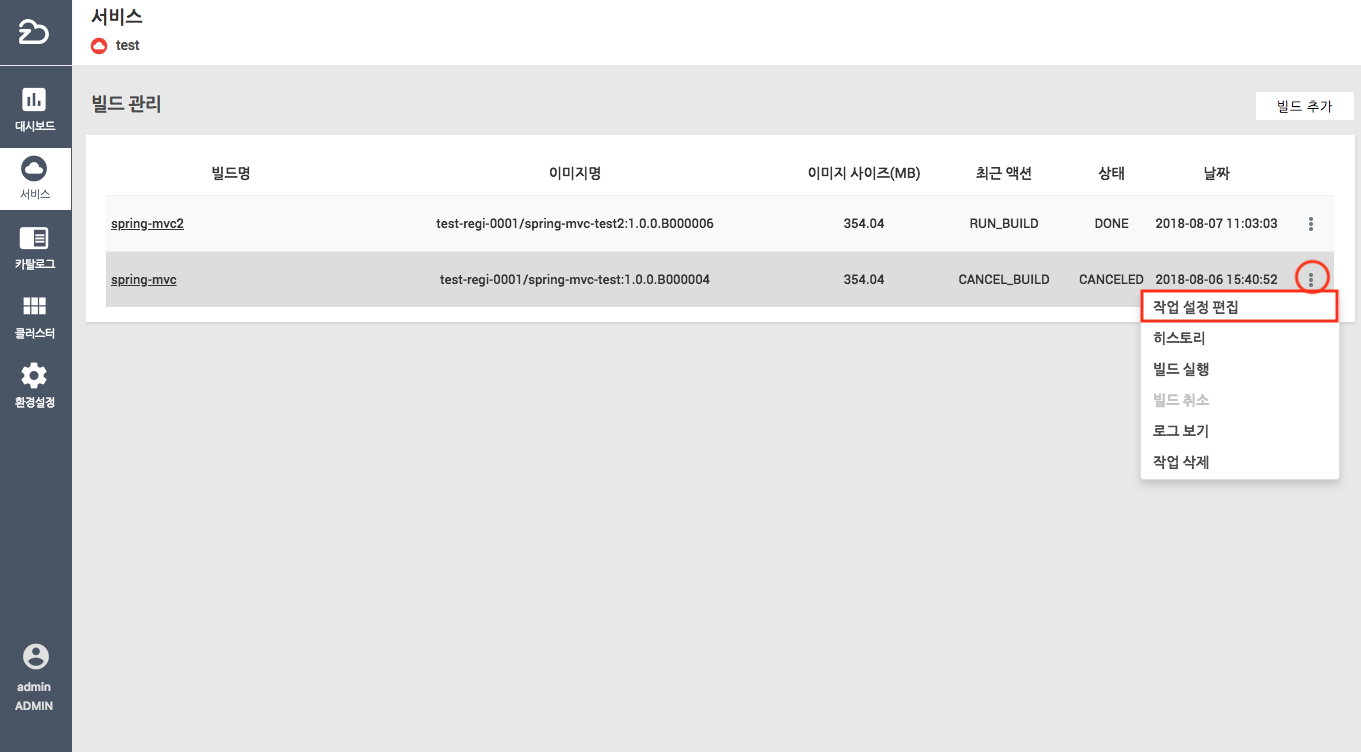 서비스
test
대시보드
서비스
카탈로그
클러스터
환경설정
admin
ADMIN
빌드 관리
빌드 추가
빌드명 이미지명 이미지 사이즈(MB) 최근 액션 상태 날짜
spring-mvc2 test-regi-0001/spring-mvc-test2:1.0.0.B000006 354.04 RUN_BUILD DONE 2018-08-07 11:03:03
spring-mvc test-regi-0001/spring-mvc-test:1.0.0.B000004 354.04 CANCEL_BUILD CANCELED 2018-08-06 15:40:52
작업 설정 편집
히스토리
빌드 실행
빌드 취소
로그 보기
작업 삭제